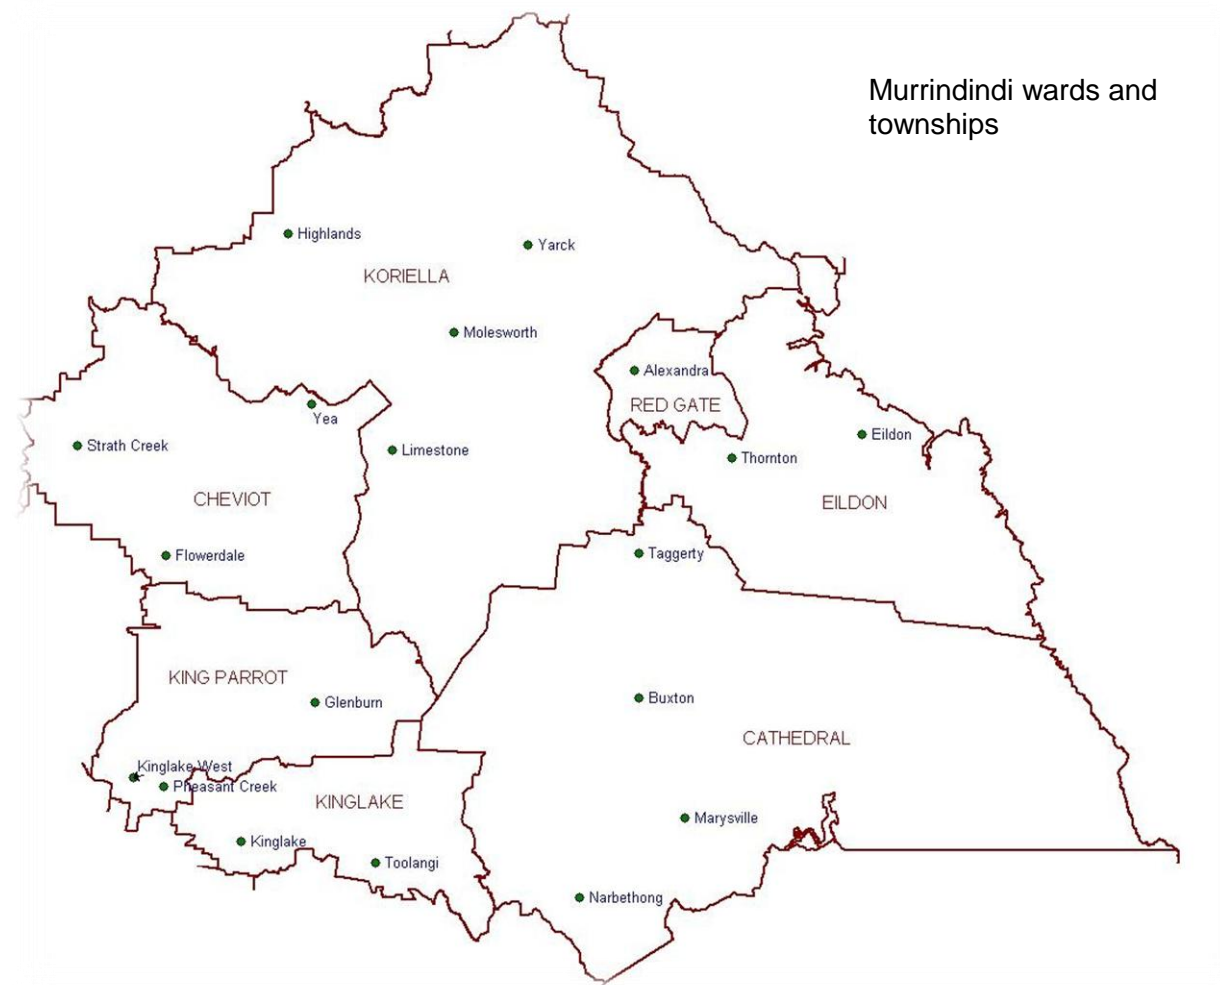 Murrindindi wards and
townships
Highlands
Yarck
KORIELLA
Molesworth
Alexandra
RED GATE
Yea
Strath Creek
Limestone
Eildon
Thornton
CHEVIOT
EILDON
Flowerdale
Taggerty
KING PARROT
Glenburn
Buxton
CATHEDRAL
Kinglake West
Pheasant Creek
KINGLAKE
Marysville
Kinglake
Toolangi
Narbethong